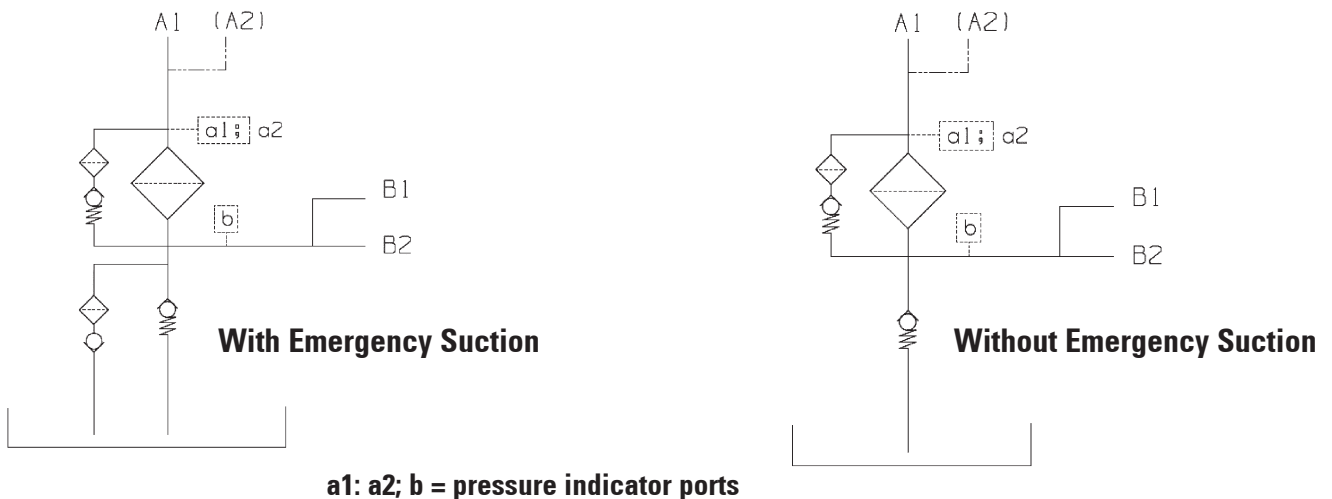 A1 (A2)
a1; a2
B1
b
B2
With Emergency Suction
A1 (A2)
a1; a2
B1
b
B2
Without Emergency Suction
a1: a2; b = pressure indicator ports